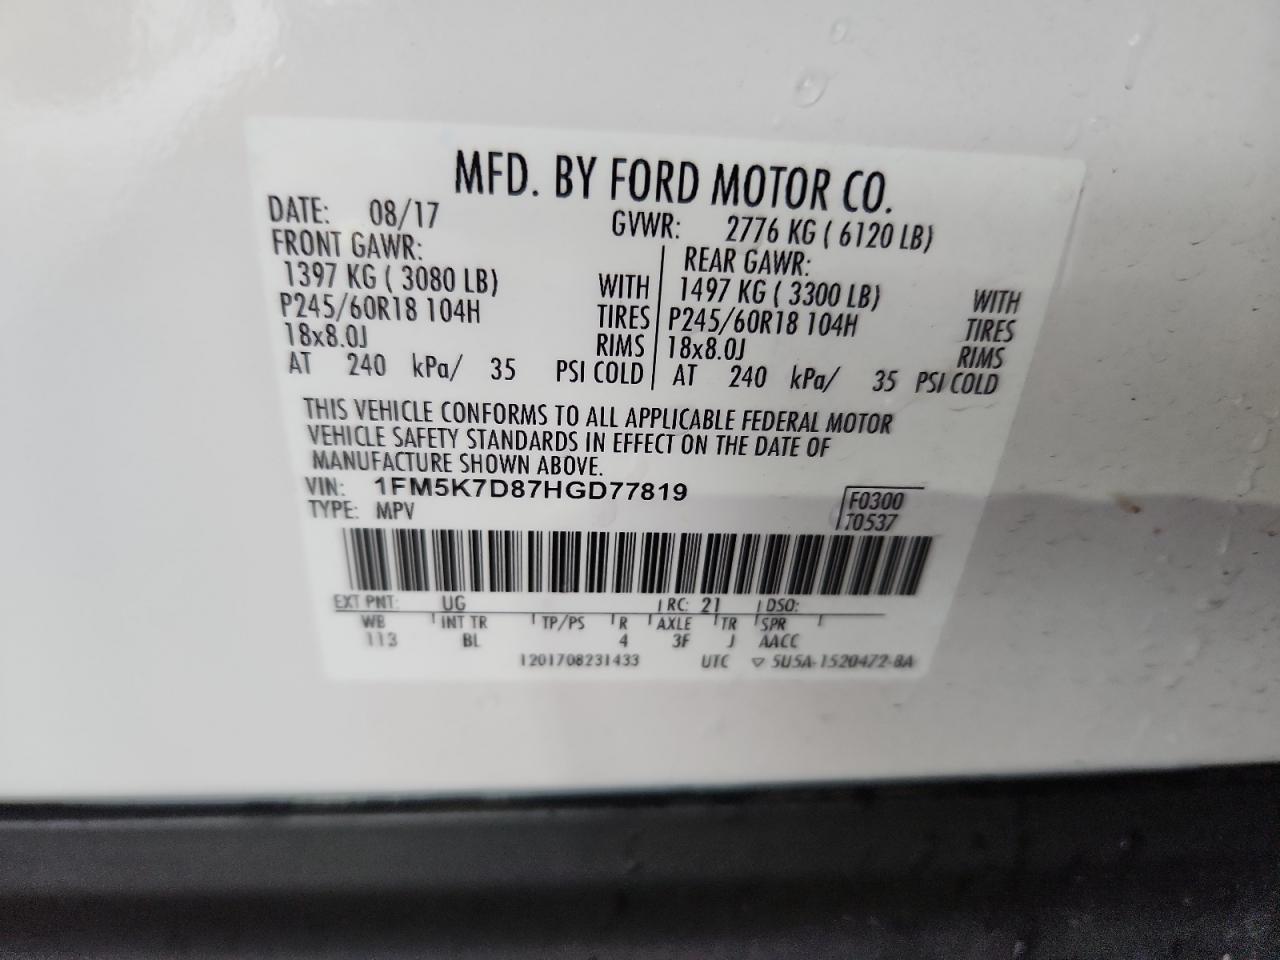 MFD. BY FORD MOTOR CO.
DATE: 08/17 GVWR: 2776 KG ( 6120 LB)
FRONT GAWR: REAR GAWR:
1397 KG ( 3080 LB) WITH 1497 KG ( 3300 LB) WITH
P245/60R18 104H TIRES P245/60R18 104H TIRES
18x8.0J RIMS 18x8.0J RIMS
AT 240 kPa/ 35 PSI COLD AT 240 kPa/ 35 PSI COLD
THIS VEHICLE CONFORMS TO ALL APPLICABLE FEDERAL MOTOR
VEHICLE SAFETY STANDARDS IN EFFECT ON THE DATE OF
MANUFACTURE SHOWN ABOVE.
VIN: 1FM5K7D87HGD77819 F0300
TYPE: MPV T0537
EXT PNT: UG RC: 21 DSO:
WB INT TR TP/PS R AXLE TR SPR
113 BL 4 3F J AACC
1201708231433 UTC ▽ 5U5A-1520472-BA